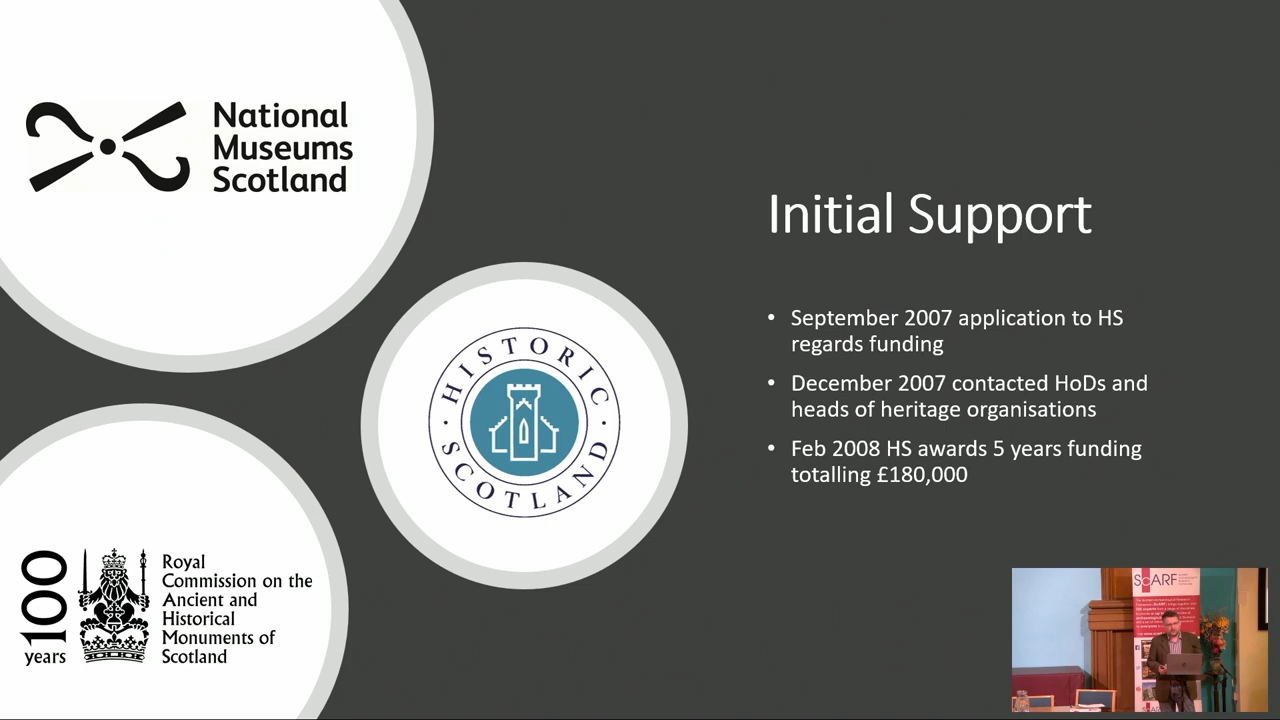 National
Museums
Scotland
Initial Support
• September 2007 application to HS
regards funding
• December 2007 contacted HoDs and
heads of heritage organisations
• Feb 2008 HS awards 5 years funding
totalling £180,000
HISTORIC
· SCOTLAND ·
100
years
Royal
Commission on the
Ancient and
Historical
Monuments of
Scotland
ScARF